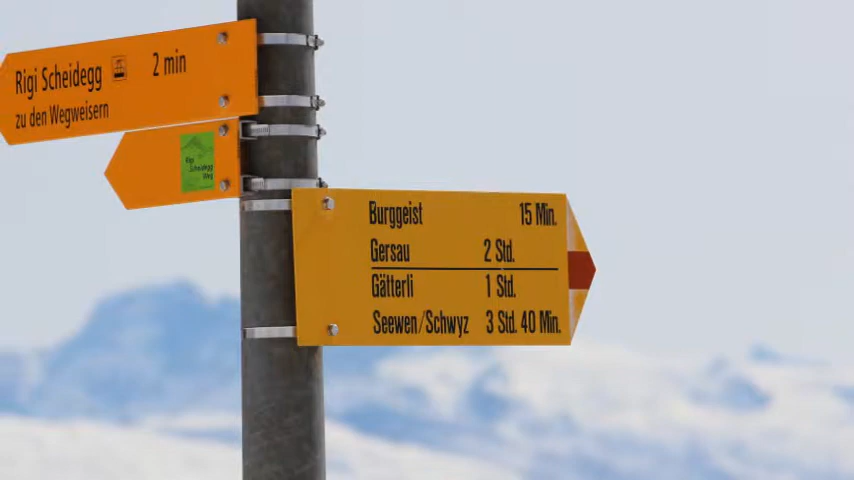 Rigi Scheidegg 2 min
zu den Wegweisern
Rigi
Scheidegg
Weg
Burggeist 15 Min.
Gersau 2 Std.
Gätterli 1 Std.
Seewen/Schwyz 3 Std. 40 Min.